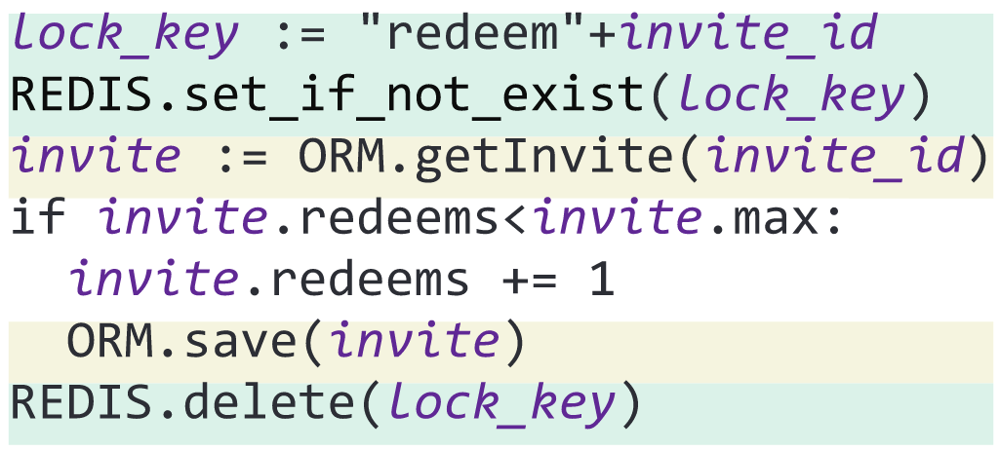 lock_key := "redeem"+invite_id
REDIS.set_if_not_exist(lock_key)
invite := ORM.getInvite(invite_id)
if invite.redeems<invite.max:
  invite.redeems += 1
  ORM.save(invite)
REDIS.delete(lock_key)